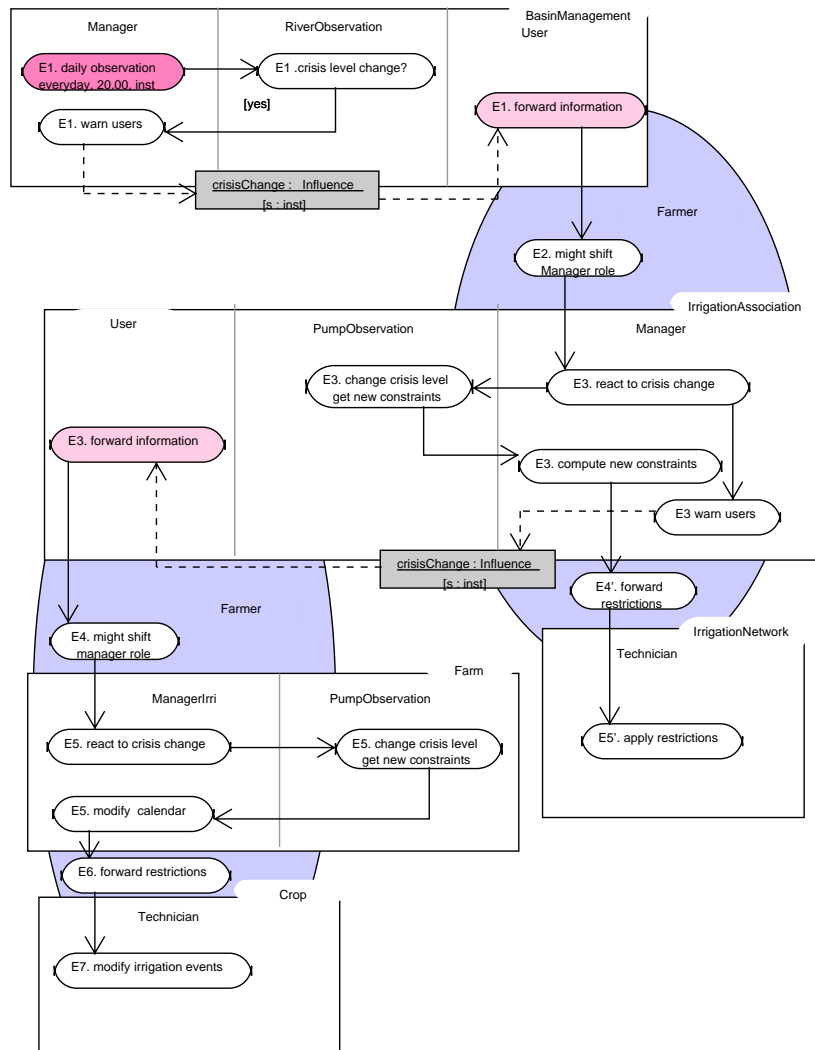 BasinManagement
Manager
RiverObservation
User
E1. daily observation
everyday, 20.00, inst
E1 .crisis level change?
[yes]
E1. warn users
E1. forward information
crisisChange : Influence
[s : inst]
Farmer
E2. might shift
Manager role
IrrigationAssociation
User
PumpObservation
Manager
E3. change crisis level
get new constraints
E3. react to crisis change
E3. forward information
E3. compute new constraints
E3 warn users
crisisChange : Influence
[s : inst]
E4'. forward
restrictions
Farmer
E4. might shift
manager role
IrrigationNetwork
Technician
Farm
ManagerIrri
PumpObservation
E5. react to crisis change
E5. change crisis level
get new constraints
E5'. apply restrictions
E5. modify calendar
E6. forward restrictions
Crop
Technician
E7. modify irrigation events